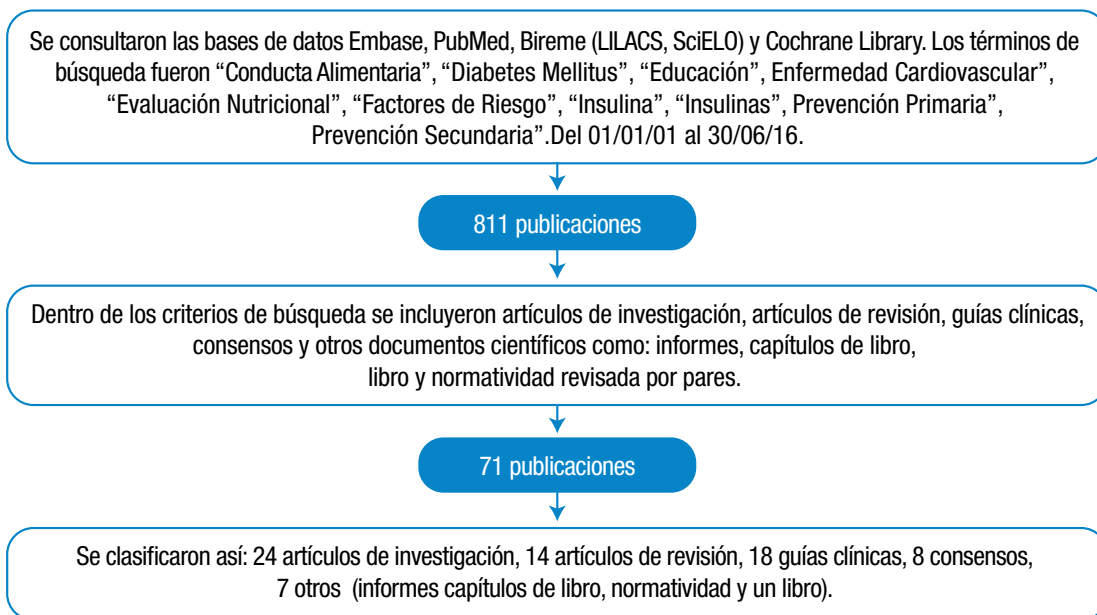 Se consultaron las bases de datos Embase, PubMed, Bireme (LILACS, SciELO) y Cochrane Library. Los términos de
búsqueda fueron “Conducta Alimentaria”, “Diabetes Mellitus”, “Educación”, Enfermedad Cardiovascular”,
“Evaluación Nutricional”, “Factores de Riesgo”, “Insulina”, “Insulinas”, Prevención Primaria”,
Prevención Secundaria”.Del 01/01/01 al 30/06/16.
811 publicaciones
Dentro de los criterios de búsqueda se incluyeron artículos de investigación, artículos de revisión, guías clínicas,
consensos y otros documentos científicos como: informes, capítulos de libro,
libro y normatividad revisada por pares.
71 publicaciones
Se clasificaron así: 24 artículos de investigación, 14 artículos de revisión, 18 guías clínicas, 8 consensos,
7 otros (informes capítulos de libro, normatividad y un libro).